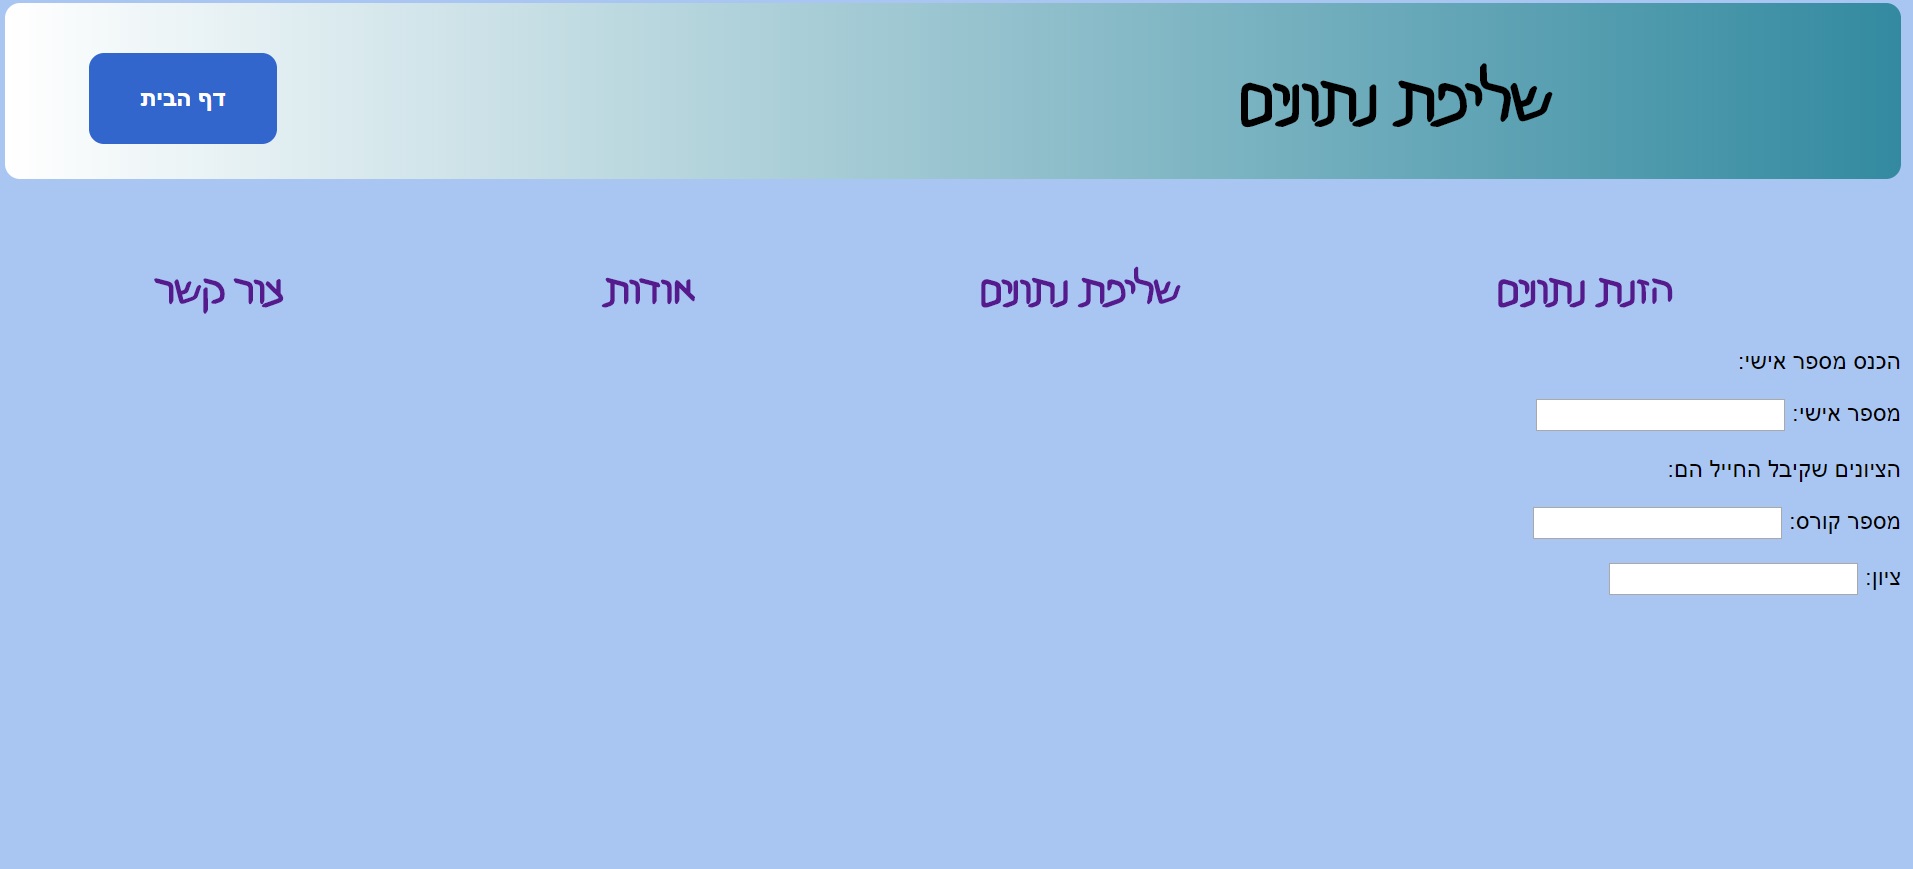 שליפת נתונים
דף הבית
הזנת נתונים
שליפת נתונים
אודות
צור קשר
הכנס מספר אישי:
מספר אישי:
הציונים שקיבל החייל הם:
מספר קורס:
ציון: